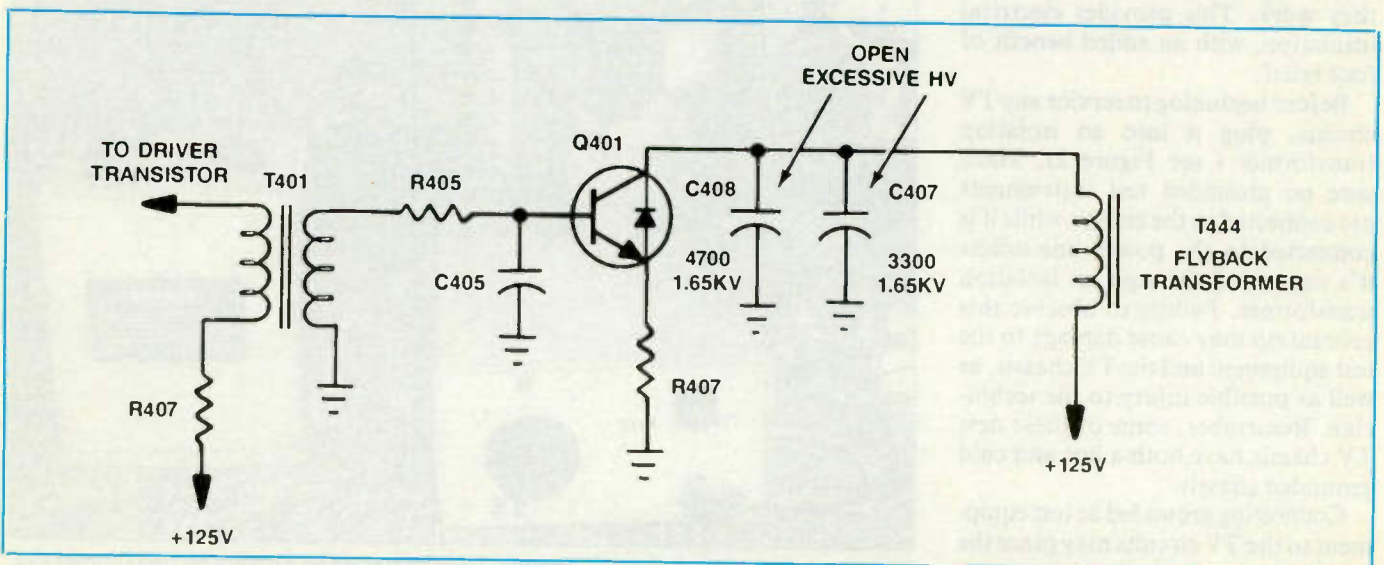 OPEN
EXCESSIVE HV
TO DRIVER
TRANSISTOR
T401
R405
Q401
C408
C407
C405
4700
1.65KV
3300
1.65KV
T444
FLYBACK
TRANSFORMER
R407
R407
+125V
+125V